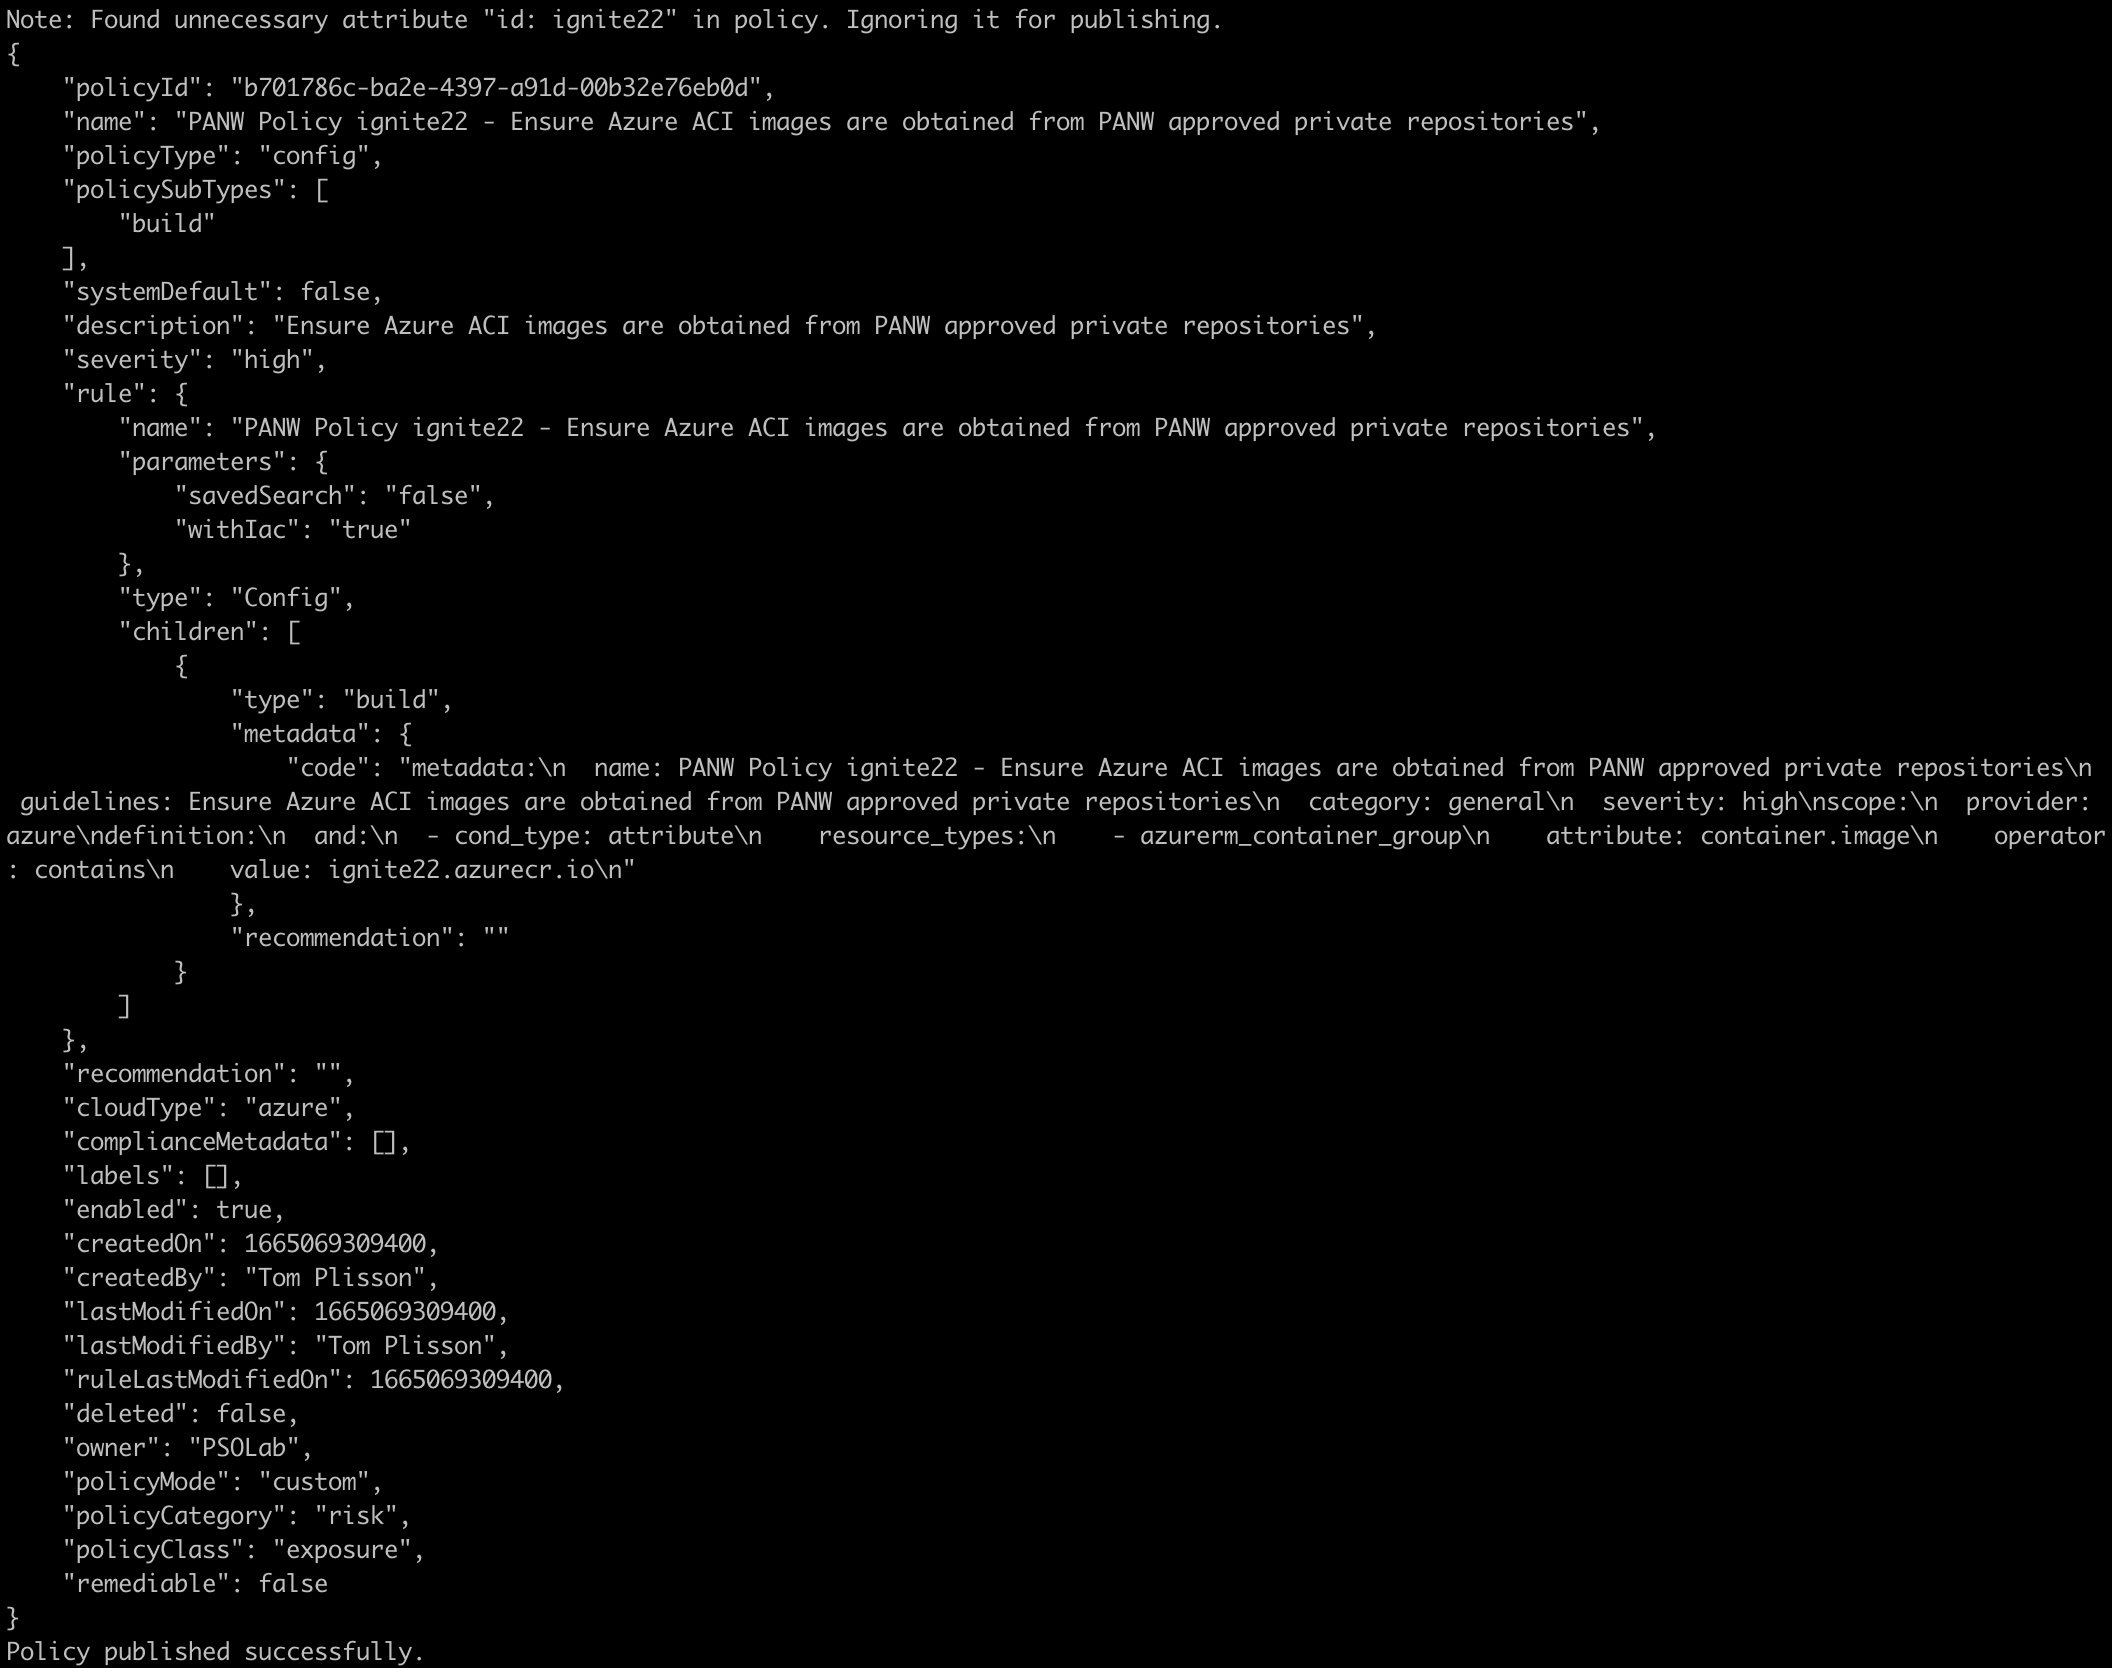 Note: Found unnecessary attribute "id: ignite22" in policy. Ignoring it for publishing.
{
    "policyId": "b701786c-ba2e-4397-a91d-00b32e76eb0d",
    "name": "PANW Policy ignite22 - Ensure Azure ACI images are obtained from PANW approved private repositories",
    "policyType": "config",
    "policySubTypes": [
        "build"
    ],
    "systemDefault": false,
    "description": "Ensure Azure ACI images are obtained from PANW approved private repositories",
    "severity": "high",
    "rule": {
        "name": "PANW Policy ignite22 - Ensure Azure ACI images are obtained from PANW approved private repositories",
        "parameters": {
            "savedSearch": "false",
            "withIac": "true"
        },
        "type": "Config",
        "children": [
            {
                "type": "build",
                "metadata": {
                    "code": "metadata:\n  name: PANW Policy ignite22 - Ensure Azure ACI images are obtained from PANW approved private repositories\n
 guidelines: Ensure Azure ACI images are obtained from PANW approved private repositories\n  category: general\n  severity: high\nscope:\n  provider:
azure\ndefinition:\n  and:\n  - cond_type: attribute\n    resource_types:\n    - azurerm_container_group\n    attribute: container.image\n    operator
: contains\n    value: ignite22.azurecr.io\n"
                },
                "recommendation": ""
            }
        ]
    },
    "recommendation": "",
    "cloudType": "azure",
    "complianceMetadata": [],
    "labels": [],
    "enabled": true,
    "createdOn": 1665069309400,
    "createdBy": "Tom Plisson",
    "lastModifiedOn": 1665069309400,
    "lastModifiedBy": "Tom Plisson",
    "ruleLastModifiedOn": 1665069309400,
    "deleted": false,
    "owner": "PSOLab",
    "policyMode": "custom",
    "policyCategory": "risk",
    "policyClass": "exposure",
    "remediable": false
}
Policy published successfully.